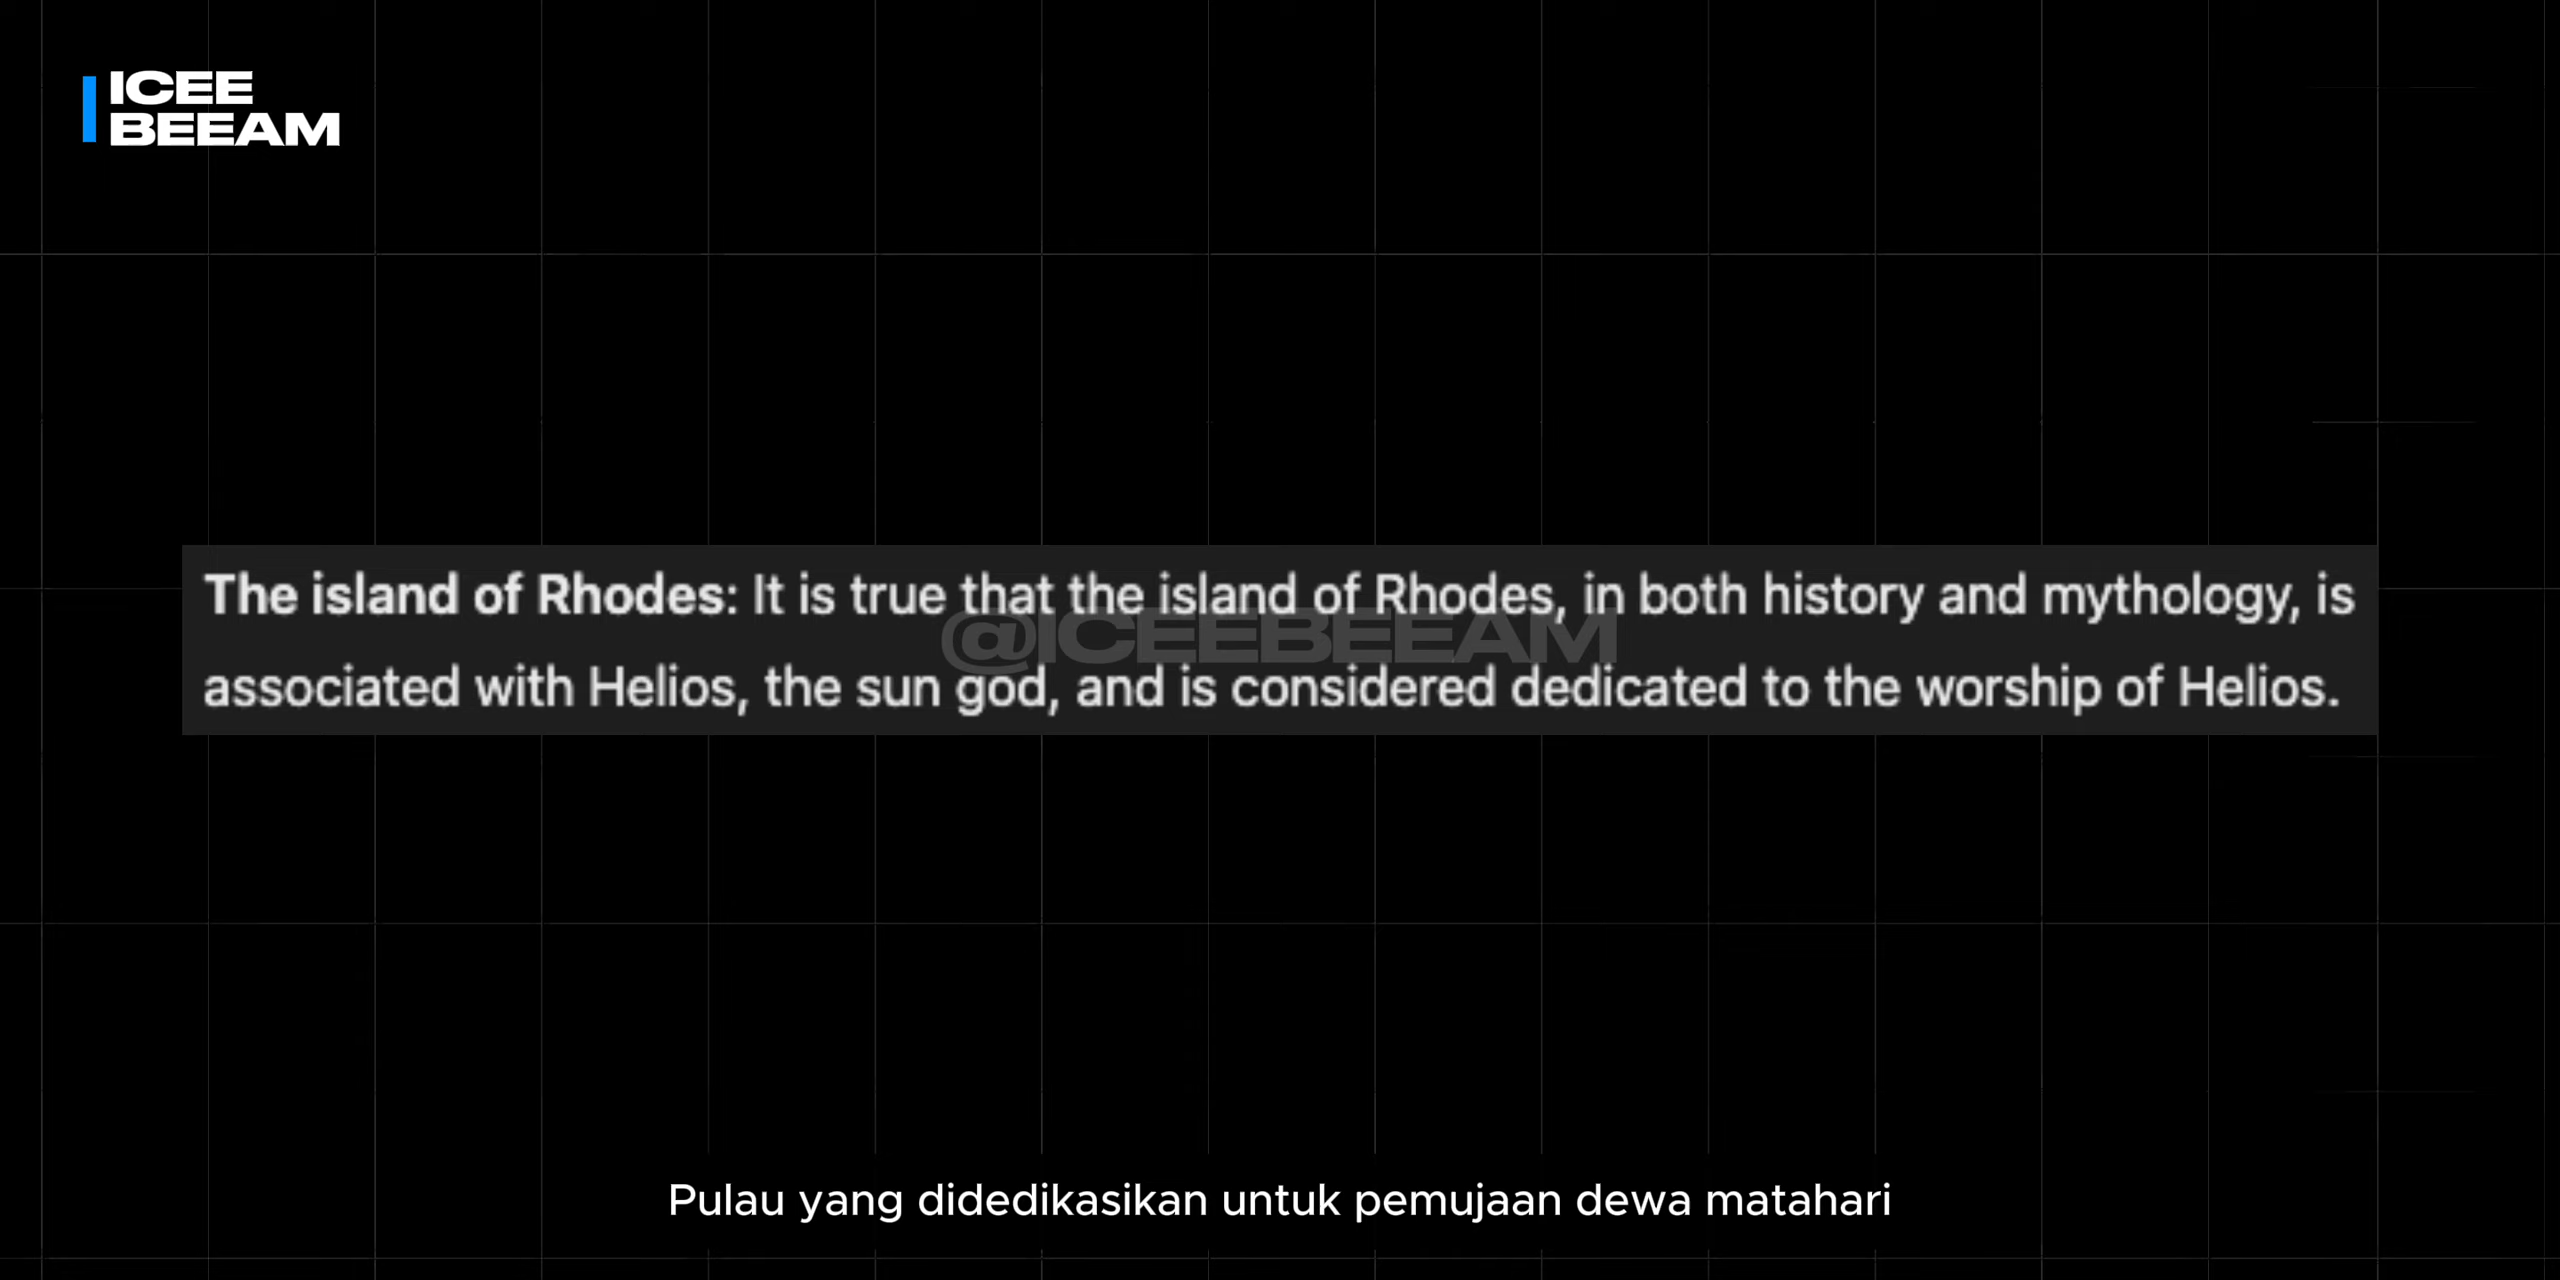 ICEE
BEEAM
The island of Rhodes: It is true that the island of Rhodes, in both history and mythology, is
@ICEEBEEAM
associated with Helios, the sun god, and is considered dedicated to the worship of Helios.
Pulau yang didedikasikan untuk pemujaan dewa matahari